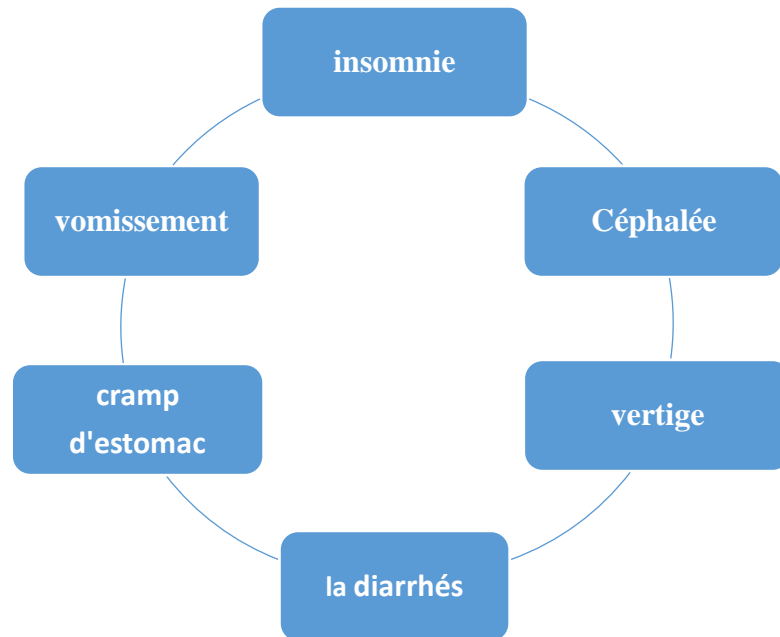 insomnie
Céphalée
vertige
la diarrhés
cramp
d'estomac
vomissement